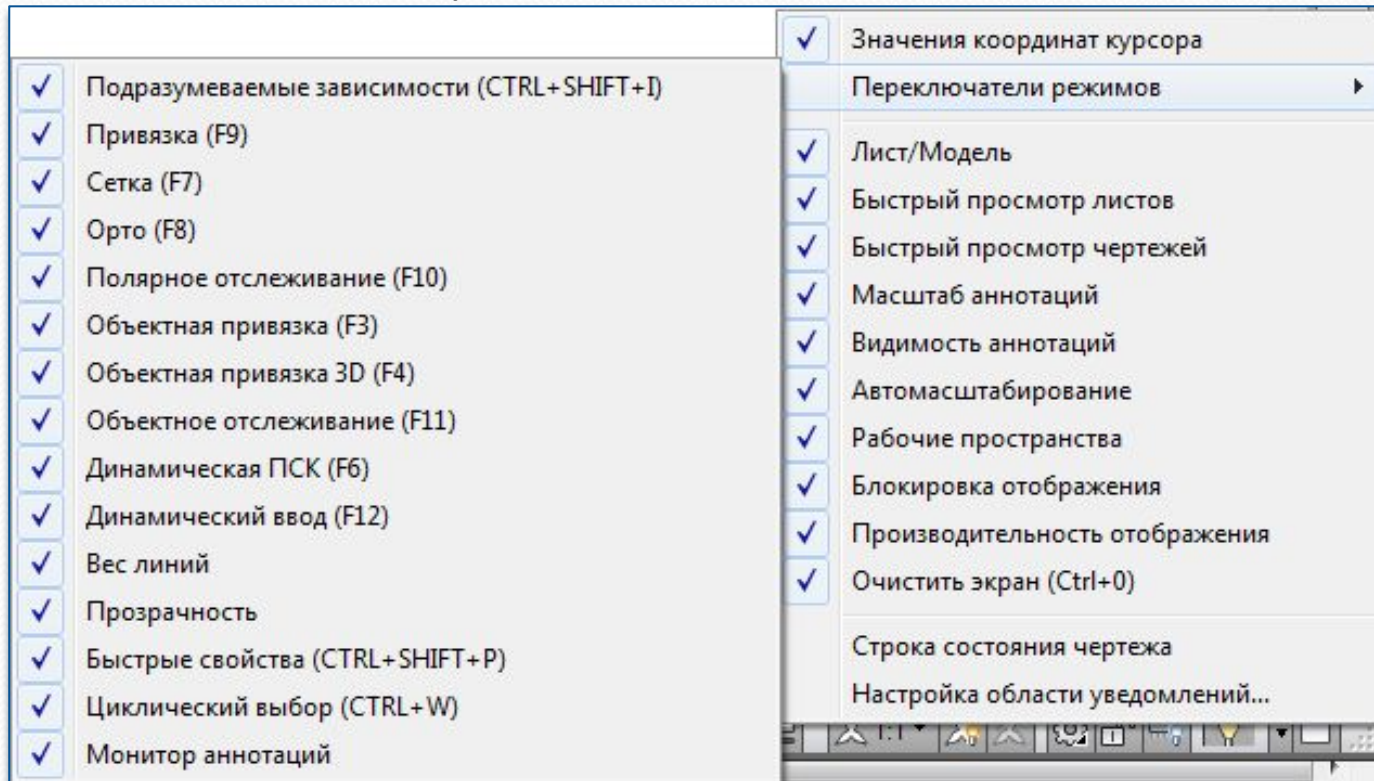 Значения координат курсора
Переключатели режимов
Лист/Модель
Быстрый просмотр листов
Быстрый просмотр чертежей
Масштаб аннотаций
Видимость аннотаций
Автомасштабирование
Рабочие пространства
Блокировка отображения
Производительность отображения
Очистить экран (Ctrl+0)
Строка состояния чертежа
Настройка области уведомлений...
Подразумеваемые зависимости (CTRL+SHIFT+I)
Привязка (F9)
Сетка (F7)
Орто (F8)
Полярное отслеживание (F10)
Объектная привязка (F3)
Объектная привязка 3D (F4)
Объектное отслеживание (F11)
Динамическая ПСК (F6)
Динамический ввод (F12)
Вес линий
Прозрачность
Быстрые свойства (CTRL+SHIFT+P)
Циклический выбор (CTRL+W)
Монитор аннотаций
1:1